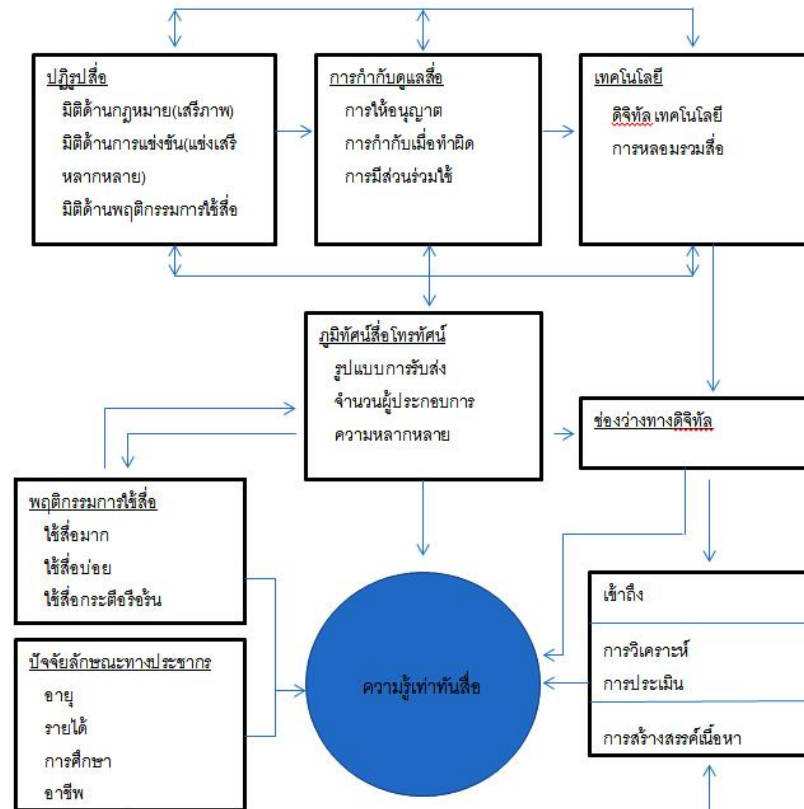 ปฏิรูปสื่อ
มิติด้านกฎหมาย(เสรีภาพ)
มิติด้านการแข่งขัน(แข่งเสรี
หลากหลาย)
มิติด้านพฤติกรรมการใช้สื่อ
การกำกับดูแลสื่อ
การให้อนุญาต
การกำกับเมื่อทำผิด
การมีส่วนร่วมใช้
เทคโนโลยี
ดิจิทัล เทคโนโลยี
การหลอมรวมสื่อ
ภูมิทัศน์สื่อโทรทัศน์
รูปแบบการรับส่ง
จำนวนผู้ประกอบการ
ความหลากหลาย
ช่องว่างทางดิจิทัล
พฤติกรรมการใช้สื่อ
ใช้สื่อมาก
ใช้สื่อบ่อย
ใช้สื่อกระตือรือร้น
ปัจจัยลักษณะทางประชากร
อายุ
รายได้
การศึกษา
อาชีพ
ความรู้เท่าทันสื่อ
เข้าถึง
การวิเคราะห์
การประเมิน
การสร้างสรรค์เนื้อหา